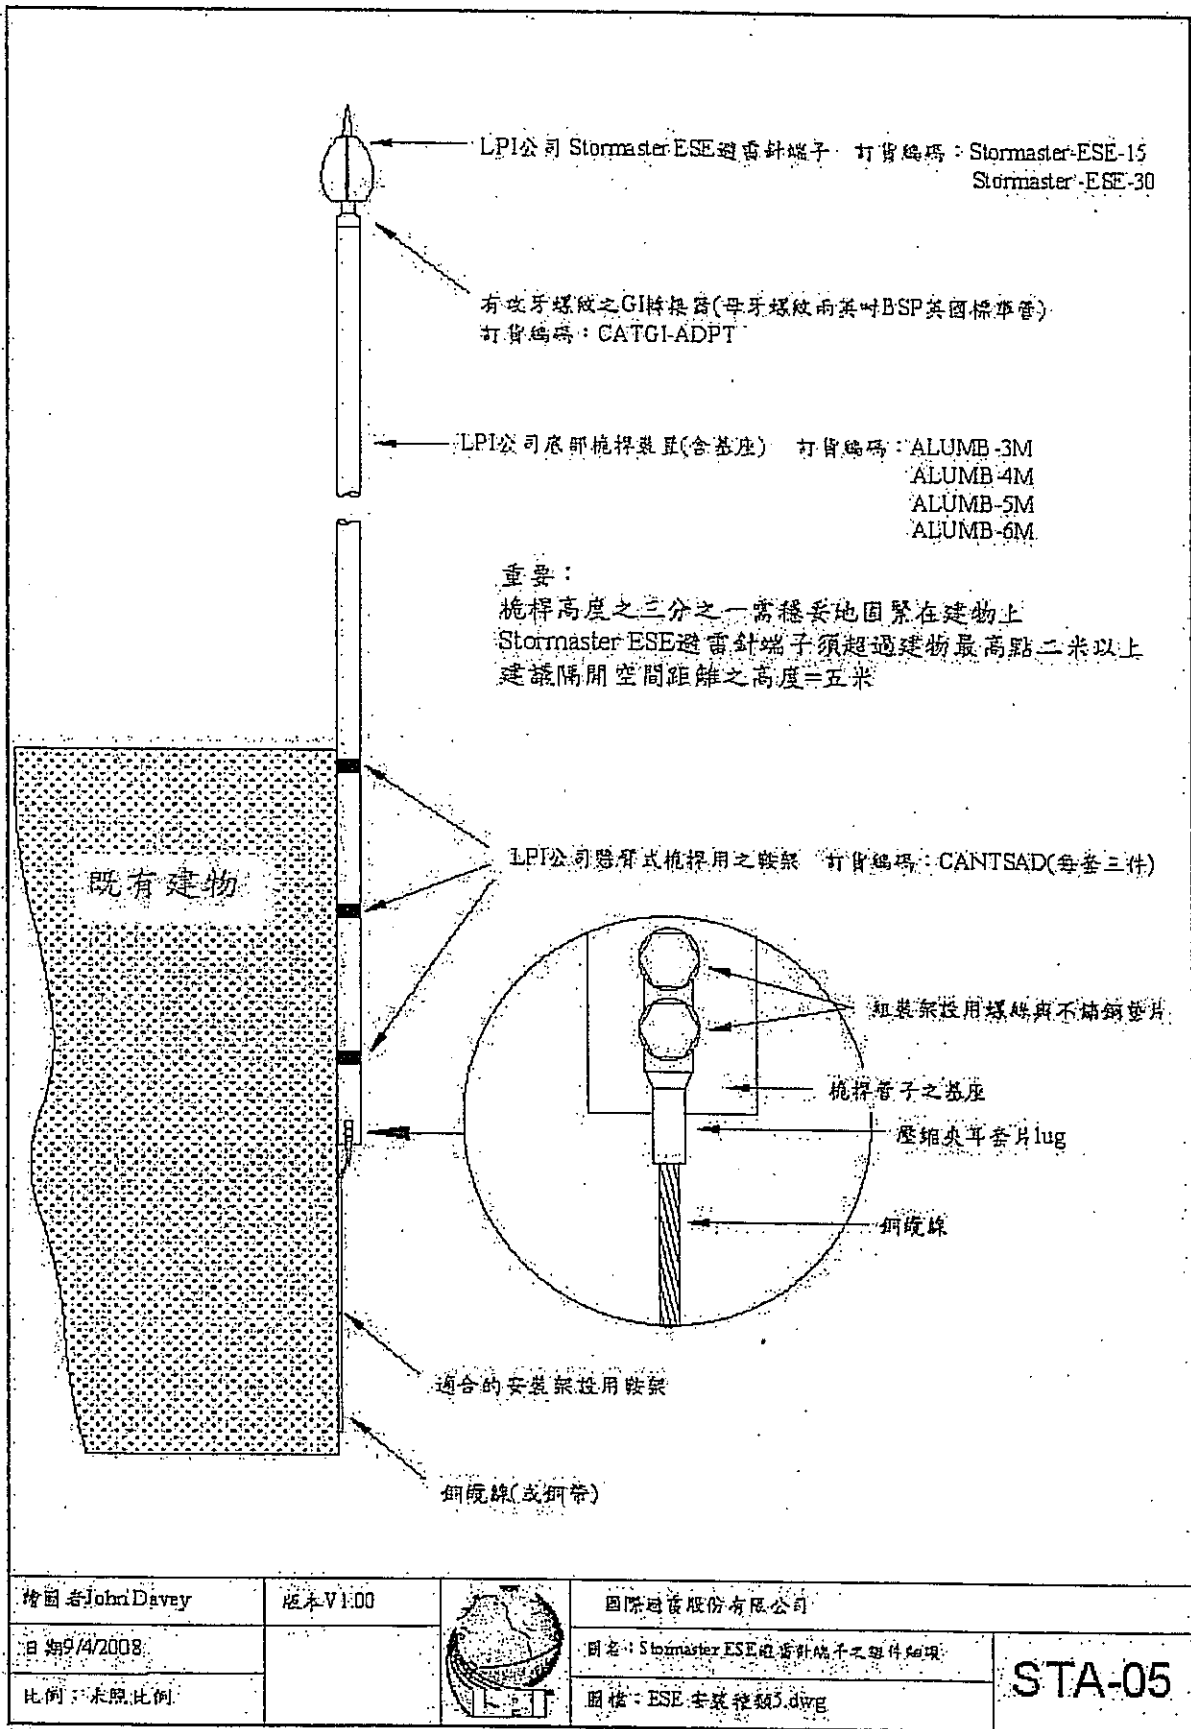 LPI公司 Stormaster ESE避雷針端子 訂貨編碼：Stormaster-ESE-15
Stormaster-ESE-30
有攻牙螺紋之GI轉接器(母牙螺紋兩英吋BSP英國標準管)
訂貨編碼：CATGI-ADPT
LPI公司底部桅桿裝置(含基座) 訂貨編碼：ALUMB-3M
ALUMB-4M
ALUMB-5M
ALUMB-6M
重要：
桅桿高度之三分之一需穩妥地固緊在建物上
Stormaster ESE避雷針端子須超過建物最高點二米以上
建議隔開空間距離之高度=五米
既有建物
LPI公司懸臂式桅桿用之鞍架 訂貨編碼：CANTSAD(每套三件)
組裝架設用螺絲與不鏽鋼墊片
桅桿管子之基座
壓縮夾耳套片lug
銅纜線
適合的安裝架設用鞍架
銅纜線(或銅帶)
繪圖者John Davey
版本V1.00
國際避雷股份有限公司
日期9/4/2008
圖名：Stormaster ESE避雷針端子之組件細項
STA-05
比例：未照比例
圖檔：ESE 安裝種類5.dwg